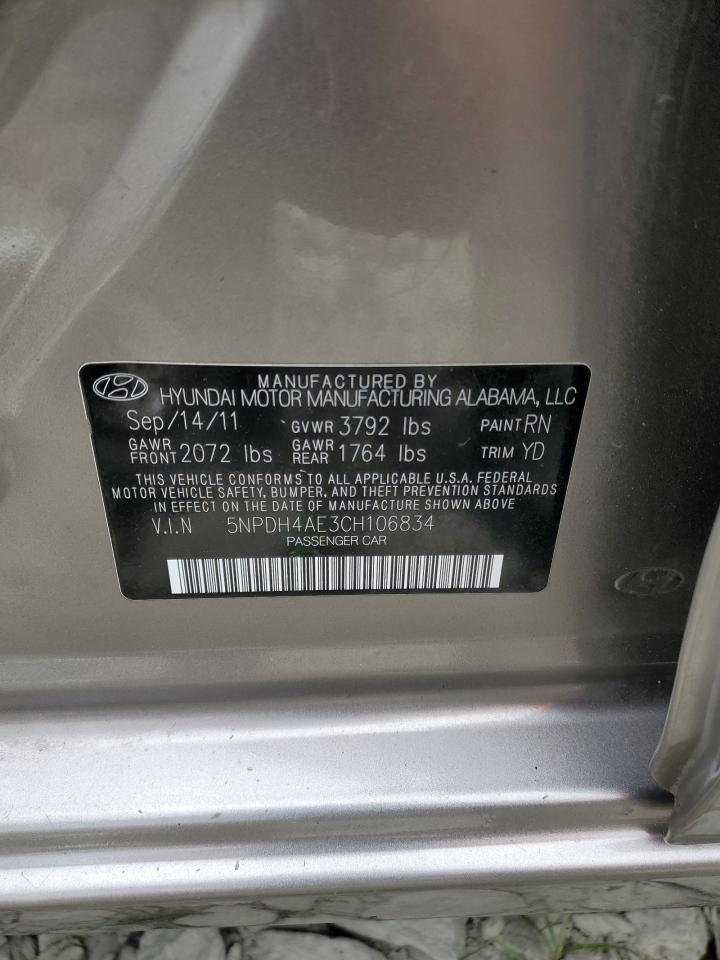 MANUFACTURED BY
HYUNDAI MOTOR MANUFACTURING ALABAMA, LLC
Sep/14/11 GVWR 3792 lbs PAINT RN
GAWR FRONT 2072 lbs GAWR REAR 1764 lbs TRIM YD
THIS VEHICLE CONFORMS TO ALL APPLICABLE U.S.A. FEDERAL
MOTOR VEHICLE SAFETY, BUMPER, AND THEFT PREVENTION STANDARDS
IN EFFECT ON THE DATE OF MANUFACTURE SHOWN ABOVE
V.I.N 5NPDH4AE3CH106834
PASSENGER CAR